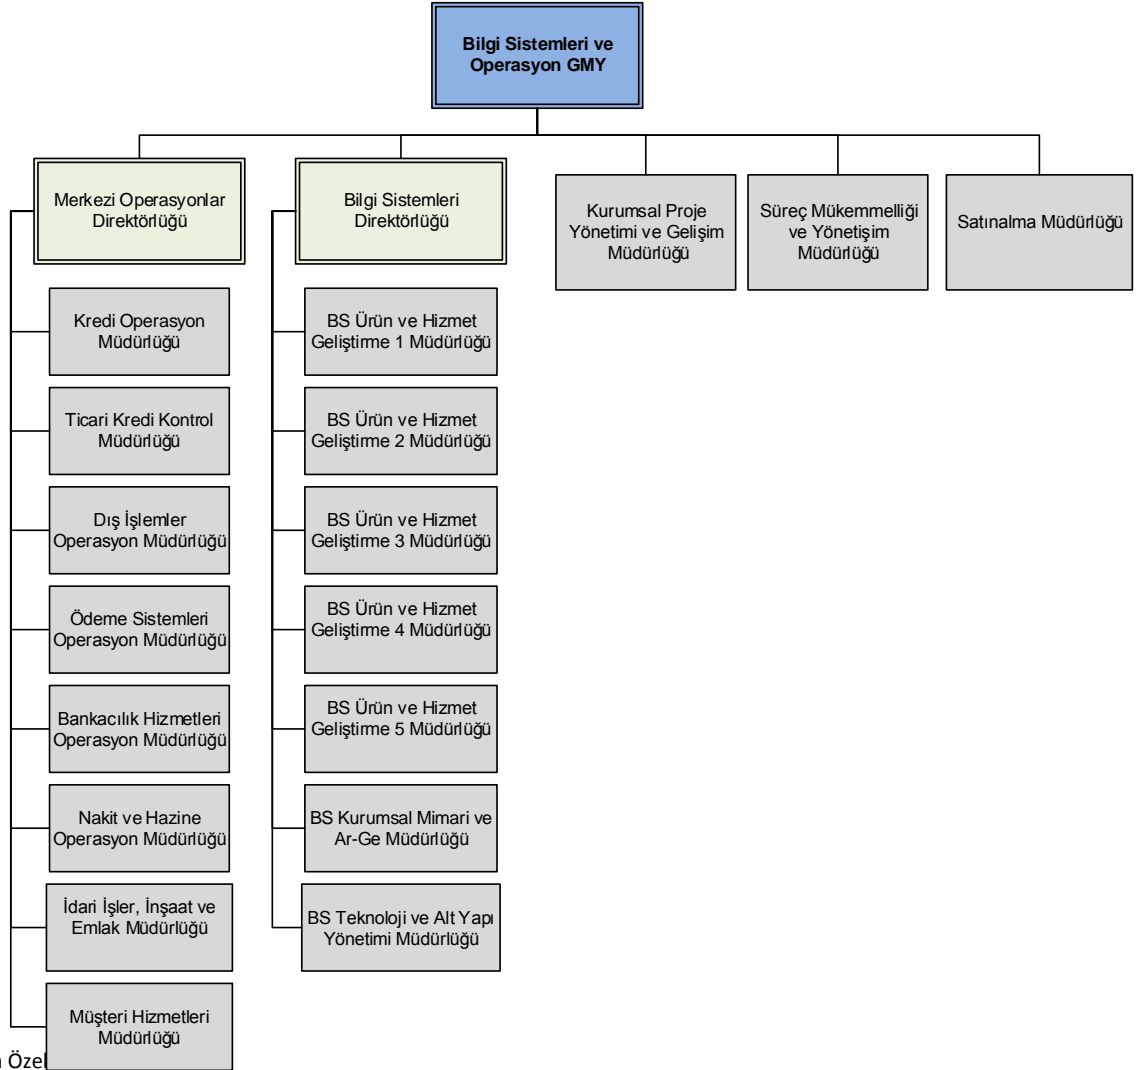 Bilgi Sistemleri ve
Operasyon GMY
Merkezi Operasyonlar
Direktörlüğü
Bilgi Sistemleri
Direktörlüğü
Kurumsal Proje
Yönetimi ve Gelişim
Müdürlüğü
Süreç Mükemmelliği
ve Yönetişim
Müdürlüğü
Satınalma Müdürlüğü
Kredi Operasyon
Müdürlüğü
Ticari Kredi Kontrol
Müdürlüğü
Dış İşlemler
Operasyon Müdürlüğü
Ödeme Sistemleri
Operasyon Müdürlüğü
Bankacılık Hizmetleri
Operasyon Müdürlüğü
Nakit ve Hazine
Operasyon Müdürlüğü
İdari İşler, İnşaat ve
Emlak Müdürlüğü
Müşteri Hizmetleri
Müdürlüğü
BS Ürün ve Hizmet
Geliştirme 1 Müdürlüğü
BS Ürün ve Hizmet
Geliştirme 2 Müdürlüğü
BS Ürün ve Hizmet
Geliştirme 3 Müdürlüğü
BS Ürün ve Hizmet
Geliştirme 4 Müdürlüğü
BS Ürün ve Hizmet
Geliştirme 5 Müdürlüğü
BS Kurumsal Mimari ve
Ar-Ge Müdürlüğü
BS Teknoloji ve Alt Yapı
Yönetimi Müdürlüğü